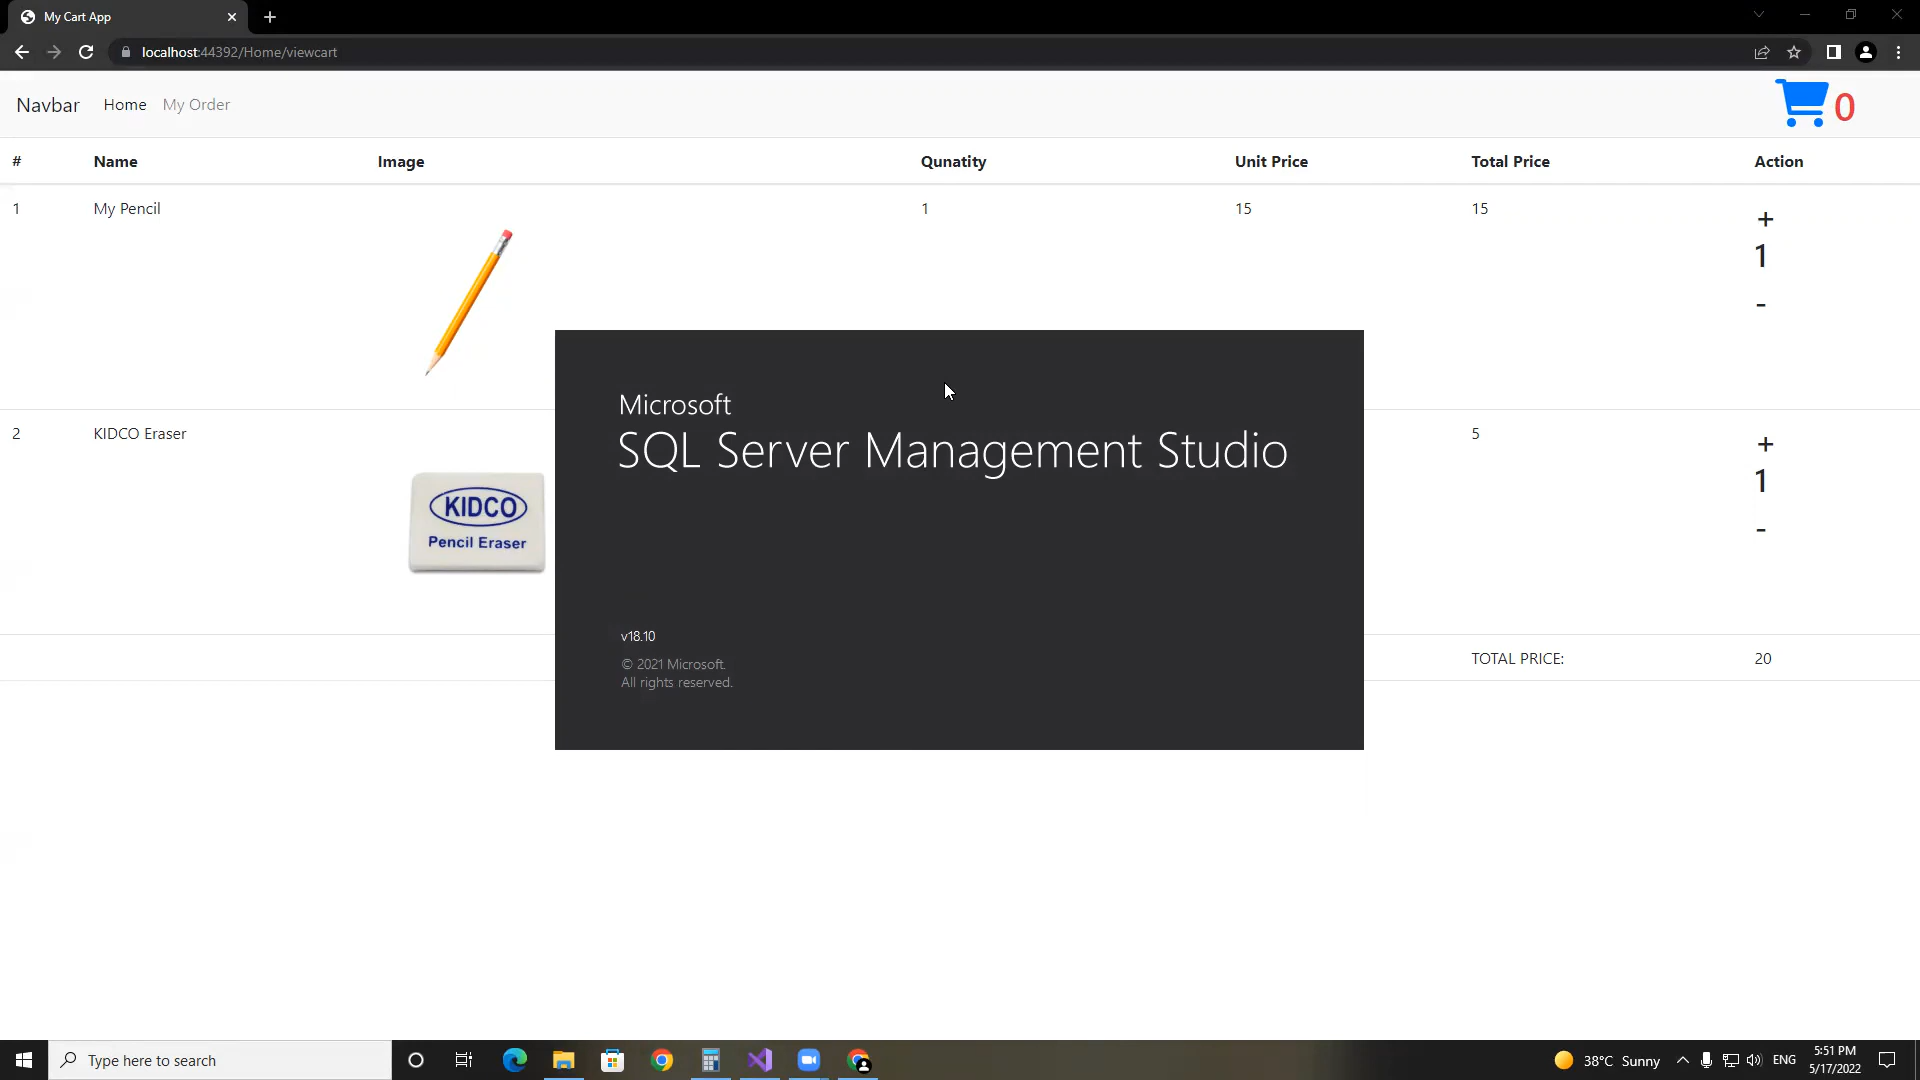 My Cart App
localhost:44392/Home/viewcart
Navbar Home My Order 0
# Name Image Qunatity Unit Price Total Price Action
1 My Pencil 1 15 15 +
1
-
2 KIDCO Eraser 5 +
1
-
KIDCO
Pencil Eraser
Microsoft
SQL Server Management Studio
v18.10
© 2021 Microsoft.
All rights reserved.
TOTAL PRICE: 20
Type here to search
38°C Sunny
ENG
5:51 PM
5/17/2022